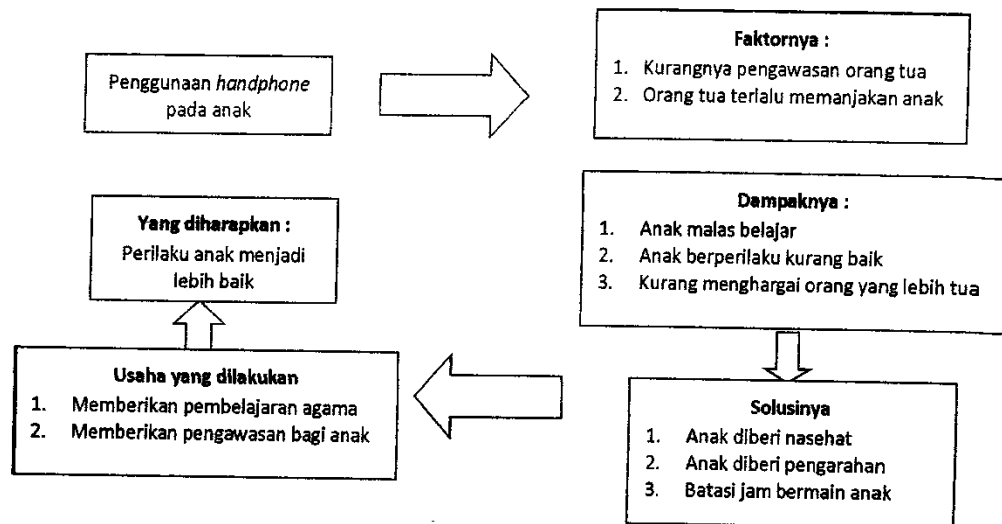 Penggunaan handphone
pada anak
Faktornya :
1. Kurangnya pengawasan orang tua
2. Orang tua terlalu memanjakan anak
Dampaknya :
1. Anak malas belajar
2. Anak berperilaku kurang baik
3. Kurang menghargai orang yang lebih tua
Solusinya
1. Anak diberi nasehat
2. Anak diberi pengarahan
3. Batasi jam bermain anak
Usaha yang dilakukan
1. Memberikan pembelajaran agama
2. Memberikan pengawasan bagi anak
Yang diharapkan :
Perilaku anak menjadi
lebih baik